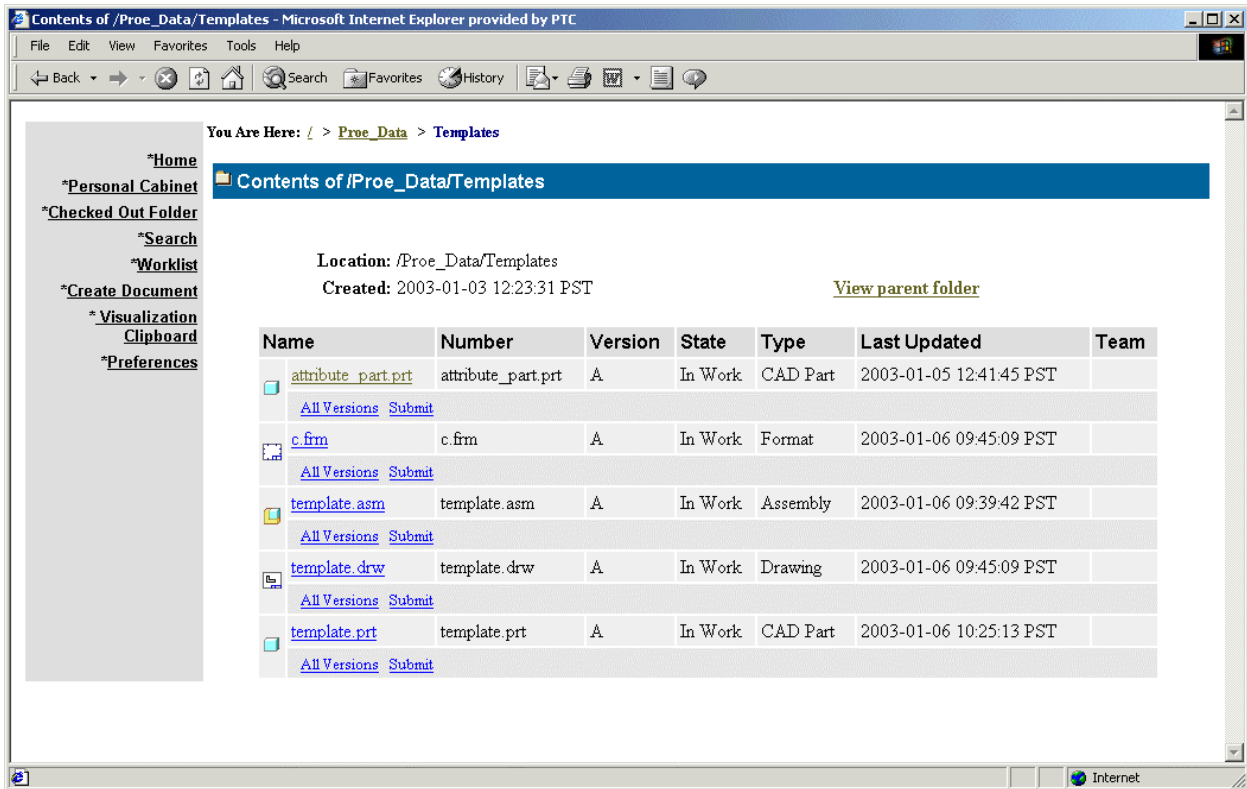 Contents of /Proe_Data/Templates - Microsoft Internet Explorer provided by PTC
File Edit View Favorites Tools Help
Back Search Favorites History
You Are Here: / > Proe_Data > Templates
*Home
*Personal Cabinet
*Checked Out Folder
*Search
*Worklist
*Create Document
* Visualization
Clipboard
*Preferences
Contents of /Proe_Data/Templates
Location: /Proe_Data/Templates
Created: 2003-01-03 12:23:31 PST View parent folder
Name Number Version State Type Last Updated Team
attribute_part.prt attribute_part.prt A In Work CAD Part 2003-01-05 12:41:45 PST
All Versions Submit
c.frm c.frm A In Work Format 2003-01-06 09:45:09 PST
All Versions Submit
template.asm template.asm A In Work Assembly 2003-01-06 09:39:42 PST
All Versions Submit
template.drw template.drw A In Work Drawing 2003-01-06 09:45:09 PST
All Versions Submit
template.prt template.prt A In Work CAD Part 2003-01-06 10:25:13 PST
All Versions Submit
Internet